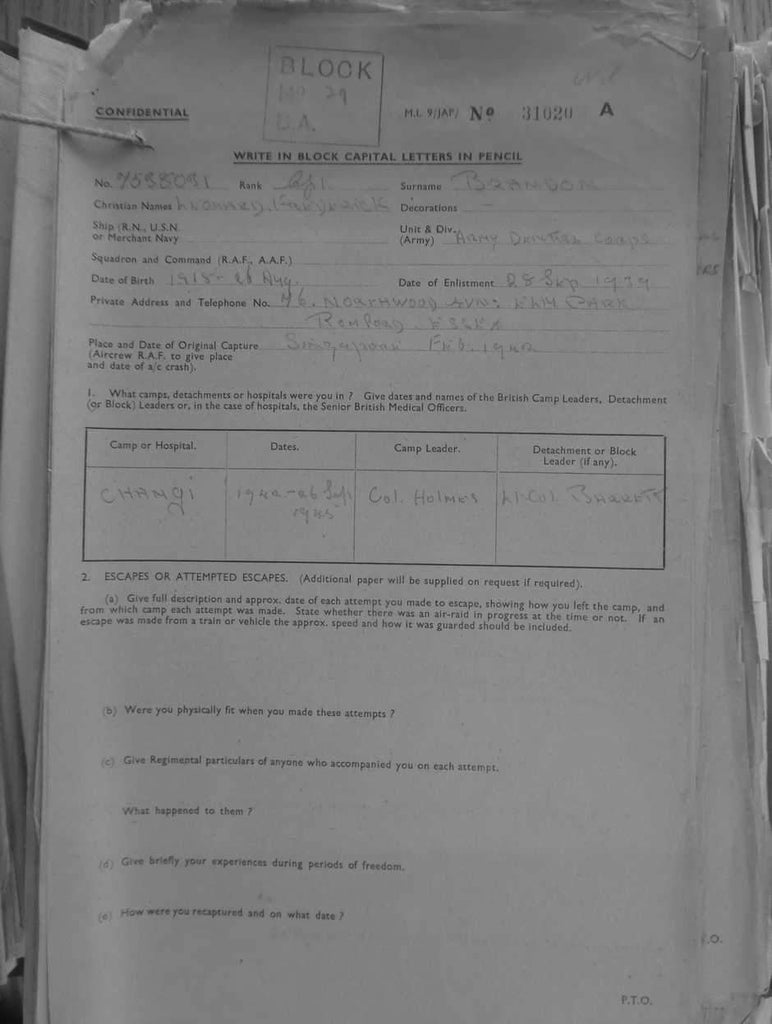 BLOCK
No 29
U.A.
CONFIDENTIAL
M.I. 9/JAP/ No 31020 A
WRITE IN BLOCK CAPITAL LETTERS IN PENCIL
No. 7538031 Rank Cpl Surname BRANDON
Christian Names Decorations -
Ship (R.N., U.S.N. Unit & Div.
or Merchant Navy (Army) ARMY DENTAL CORPS
Squadron and Command (R.A.F., A.A.F.)
Date of Birth 1918 - 28 Aug. Date of Enlistment 28 Sep 1939
Private Address and Telephone No. 76. NORTHWOOD AVN: ELM PARK
ROMFORD, ESSEX
Place and Date of Original Capture Singapore Feb. 1942
(Aircrew R.A.F. to give place
and date of a/c crash).
1. What camps, detachments or hospitals were you in ? Give dates and names of the British Camp Leaders, Detachment
(or Block) Leaders or, in the case of hospitals, the Senior British Medical Officers.
Camp or Hospital. Dates. Camp Leader. Detachment or Block
Leader (if any).
CHANGI 1942-26 Sep Col. HOLMES Lt-Col. BARRETT
1945
2. ESCAPES OR ATTEMPTED ESCAPES. (Additional paper will be supplied on request if required).
(a) Give full description and approx. date of each attempt you made to escape, showing how you left the camp, and
from which camp each attempt was made. State whether there was an air-raid in progress at the time or not. If an
escape was made from a train or vehicle the approx. speed and how it was guarded should be included.
(b) Were you physically fit when you made these attempts ?
(c) Give Regimental particulars of anyone who accompanied you on each attempt.
What happened to them ?
(d) Give briefly your experiences during periods of freedom.
(e) How were you recaptured and on what date ?
P.T.O.